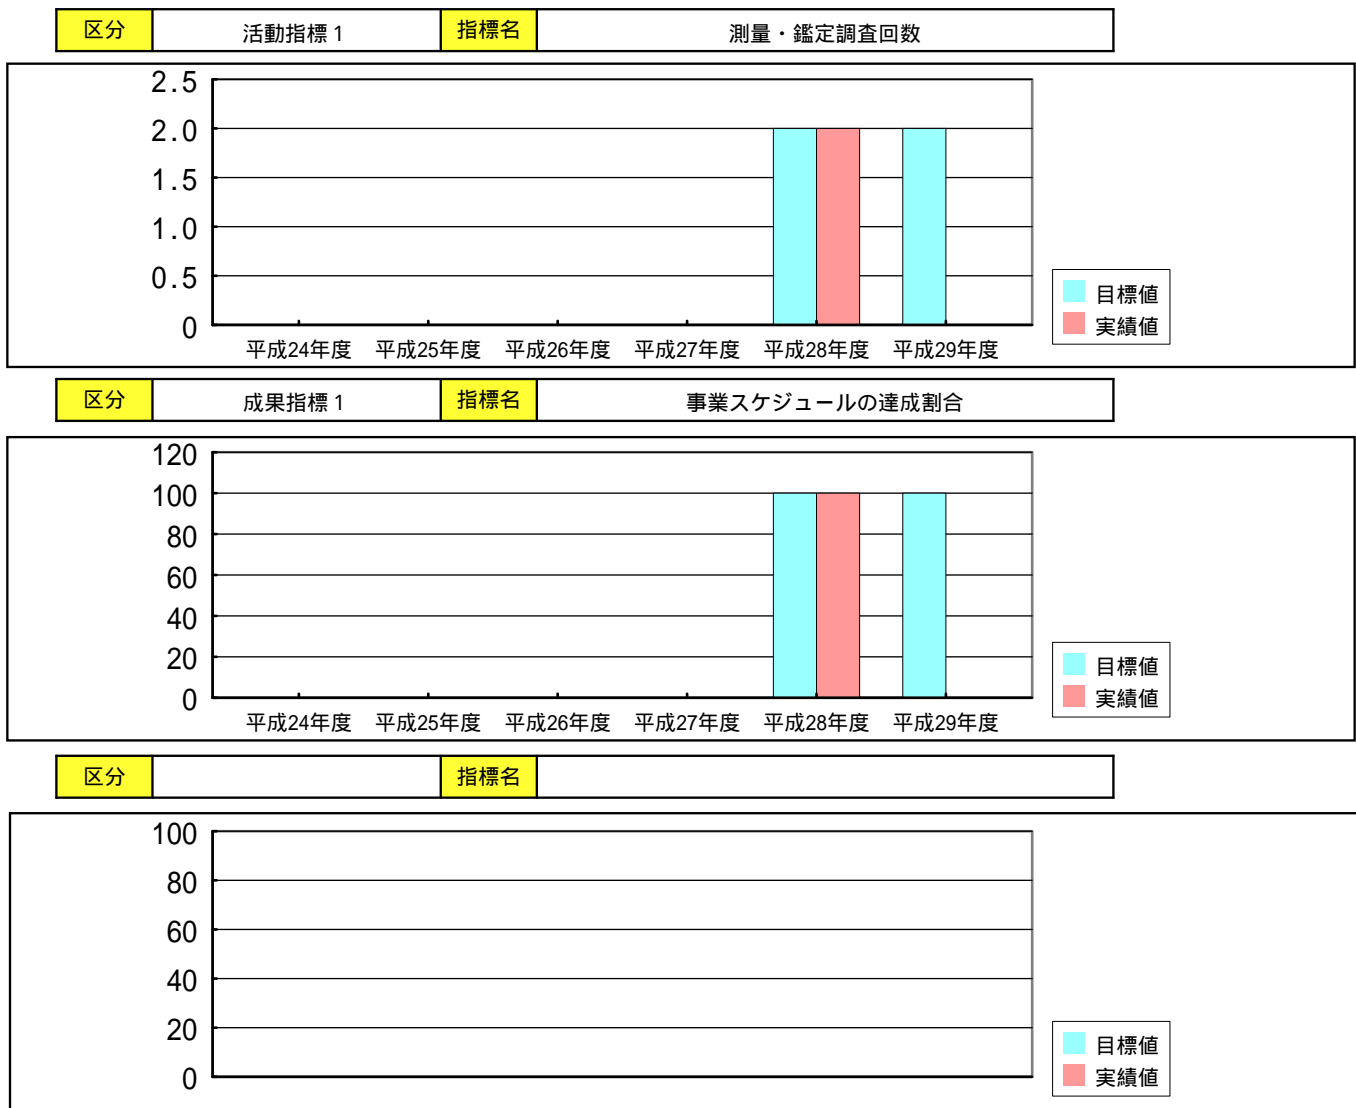 区分 活動指標1 指標名 測量・鑑定調査回数
2.5
2.0
1.5
1.0
0.5
0
平成24年度 平成25年度 平成26年度 平成27年度 平成28年度 平成29年度
目標値
実績値
区分 成果指標1 指標名 事業スケジュールの達成割合
120
100
80
60
40
20
0
平成24年度 平成25年度 平成26年度 平成27年度 平成28年度 平成29年度
目標値
実績値
区分 指標名
100
80
60
40
20
0
目標値
実績値